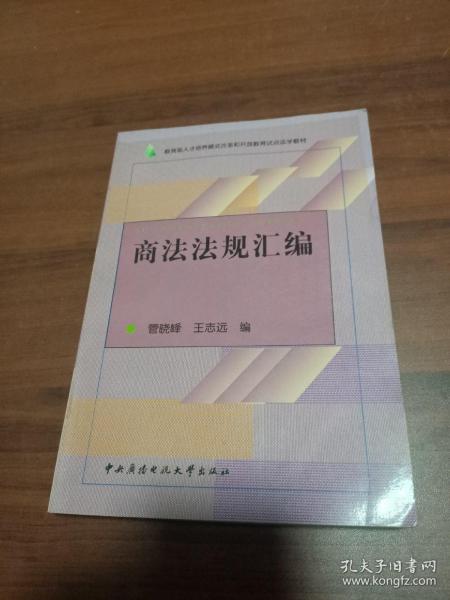 教育部人才培养模式改革和开放教育试点法学教材
商法法规汇编
管晓峰 王志远 编
中央广播电视大学出版社
孔夫子旧书网
www.kongfz.com